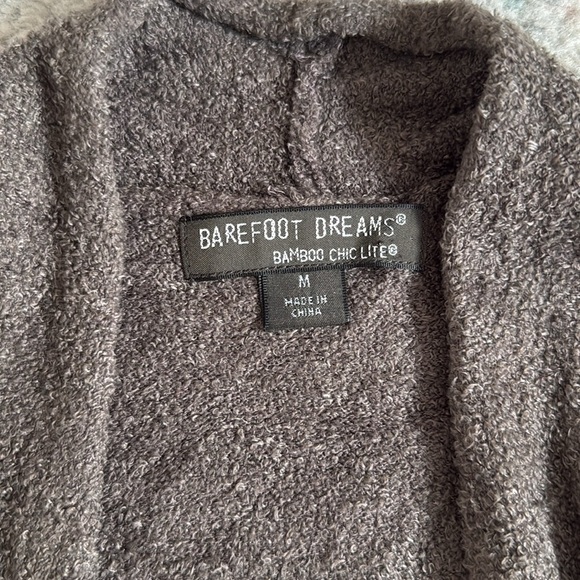 BAREFOOT DREAMS®
BAMBOO CHIC LITE®
M
MADE IN
CHINA